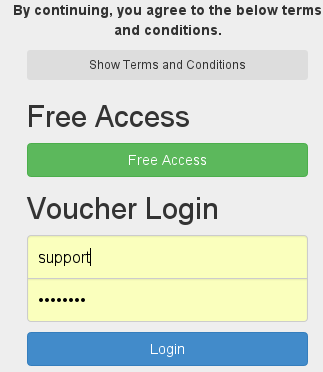 By continuing, you agree to the below terms
and conditions.
Show Terms and Conditions
Free Access
Free Access
Voucher Login
support
••••••••
Login